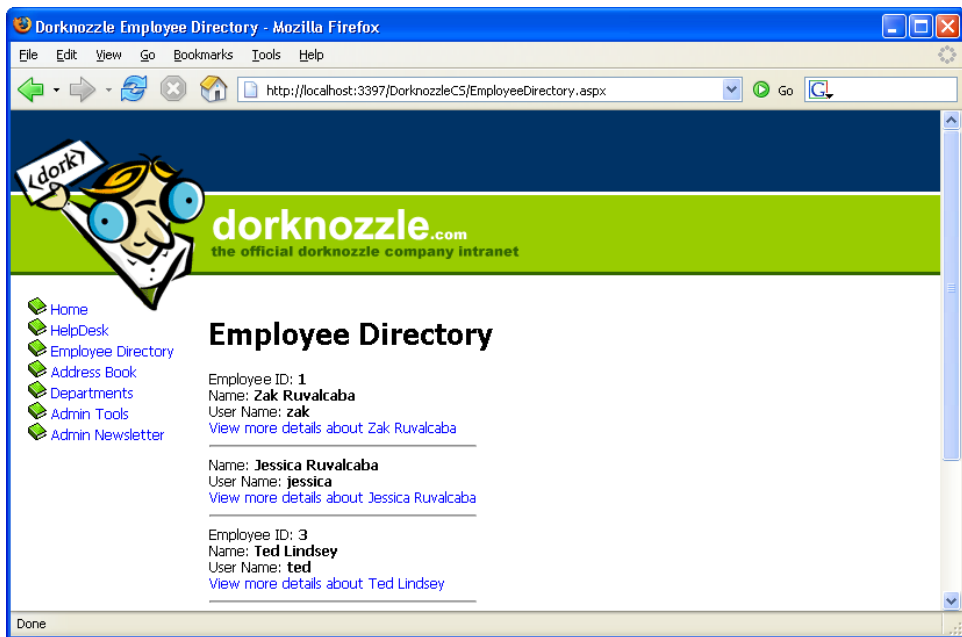 Dorknozzle Employee Directory - Mozilla Firefox
File Edit View Go Bookmarks Tools Help
http://localhost:3397/DorknozzleCS/EmployeeDirectory.aspx Go G
<dork>
dorknozzle.com
the official dorknozzle company intranet
Home
HelpDesk
Employee Directory
Address Book
Departments
Admin Tools
Admin Newsletter
Employee Directory
Employee ID: 1
Name: Zak Ruvalcaba
User Name: zak
View more details about Zak Ruvalcaba
Name: Jessica Ruvalcaba
User Name: jessica
View more details about Jessica Ruvalcaba
Employee ID: 3
Name: Ted Lindsey
User Name: ted
View more details about Ted Lindsey
Done